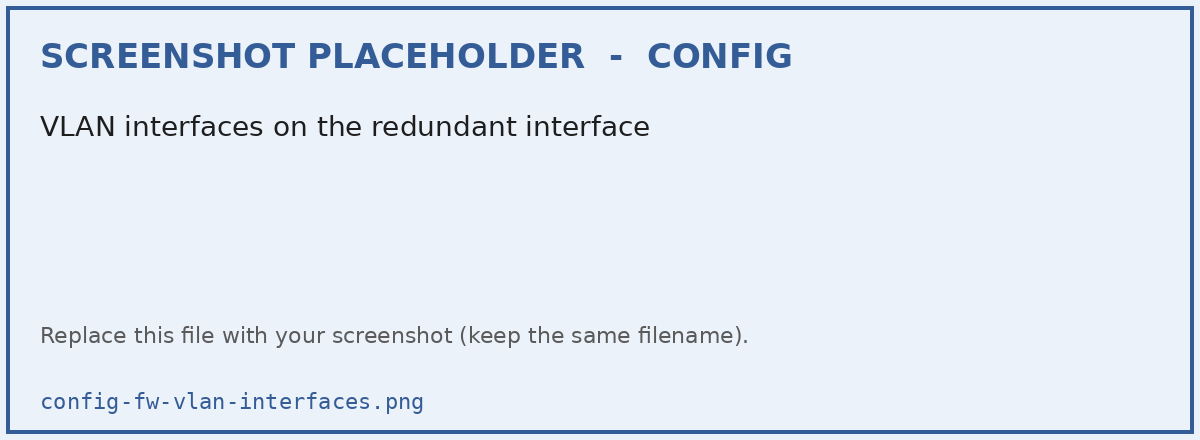 SCREENSHOT PLACEHOLDER - CONFIG
VLAN interfaces on the redundant interface
Replace this file with your screenshot (keep the same filename).
config-fw-vlan-interfaces.png